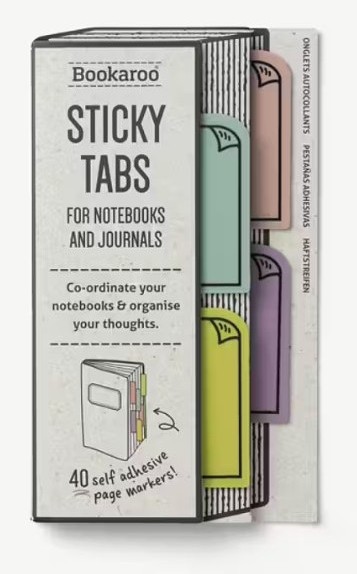 Bookaroo
STICKY
TABS
FOR NOTEBOOKS
AND JOURNALS
Co-ordinate your
notebooks & organise
your thoughts.
40 self adhesive
page markers!
ONGLETS AUTOCOLLANTS PESTAÑAS ADHESIVAS HAFTSTREIFEN